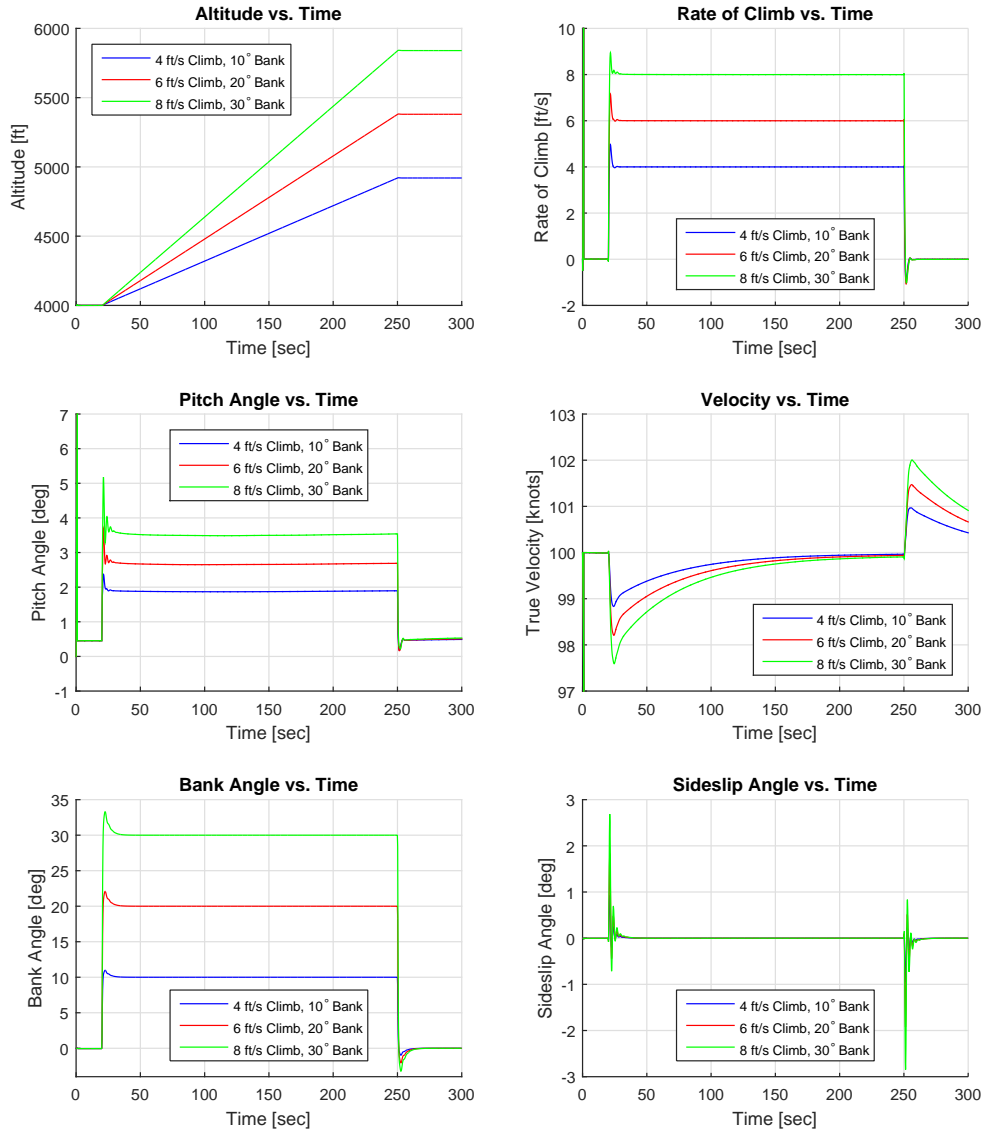 Altitude vs. Time
6000
5500
5000
4500
4000
Altitude [ft]
4 ft/s Climb, 10° Bank
6 ft/s Climb, 20° Bank
8 ft/s Climb, 30° Bank
0 50 100 150 200 250 300
Time [sec]
Rate of Climb vs. Time
10
8
6
4
2
0
-2
Rate of Climb [ft/s]
4 ft/s Climb, 10° Bank
6 ft/s Climb, 20° Bank
8 ft/s Climb, 30° Bank
0 50 100 150 200 250 300
Time [sec]
Pitch Angle vs. Time
7
6
5
4
3
2
1
0
-1
Pitch Angle [deg]
4 ft/s Climb, 10° Bank
6 ft/s Climb, 20° Bank
8 ft/s Climb, 30° Bank
0 50 100 150 200 250 300
Time [sec]
Velocity vs. Time
103
102
101
100
99
98
97
True Velocity [knots]
4 ft/s Climb, 10° Bank
6 ft/s Climb, 20° Bank
8 ft/s Climb, 30° Bank
0 50 100 150 200 250 300
Time [sec]
Bank Angle vs. Time
35
30
25
20
15
10
5
0
Bank Angle [deg]
4 ft/s Climb, 10° Bank
6 ft/s Climb, 20° Bank
8 ft/s Climb, 30° Bank
0 50 100 150 200 250 300
Time [sec]
Sideslip Angle vs. Time
3
2
1
0
-1
-2
-3
Sideslip Angle [deg]
4 ft/s Climb, 10° Bank
6 ft/s Climb, 20° Bank
8 ft/s Climb, 30° Bank
0 50 100 150 200 250 300
Time [sec]